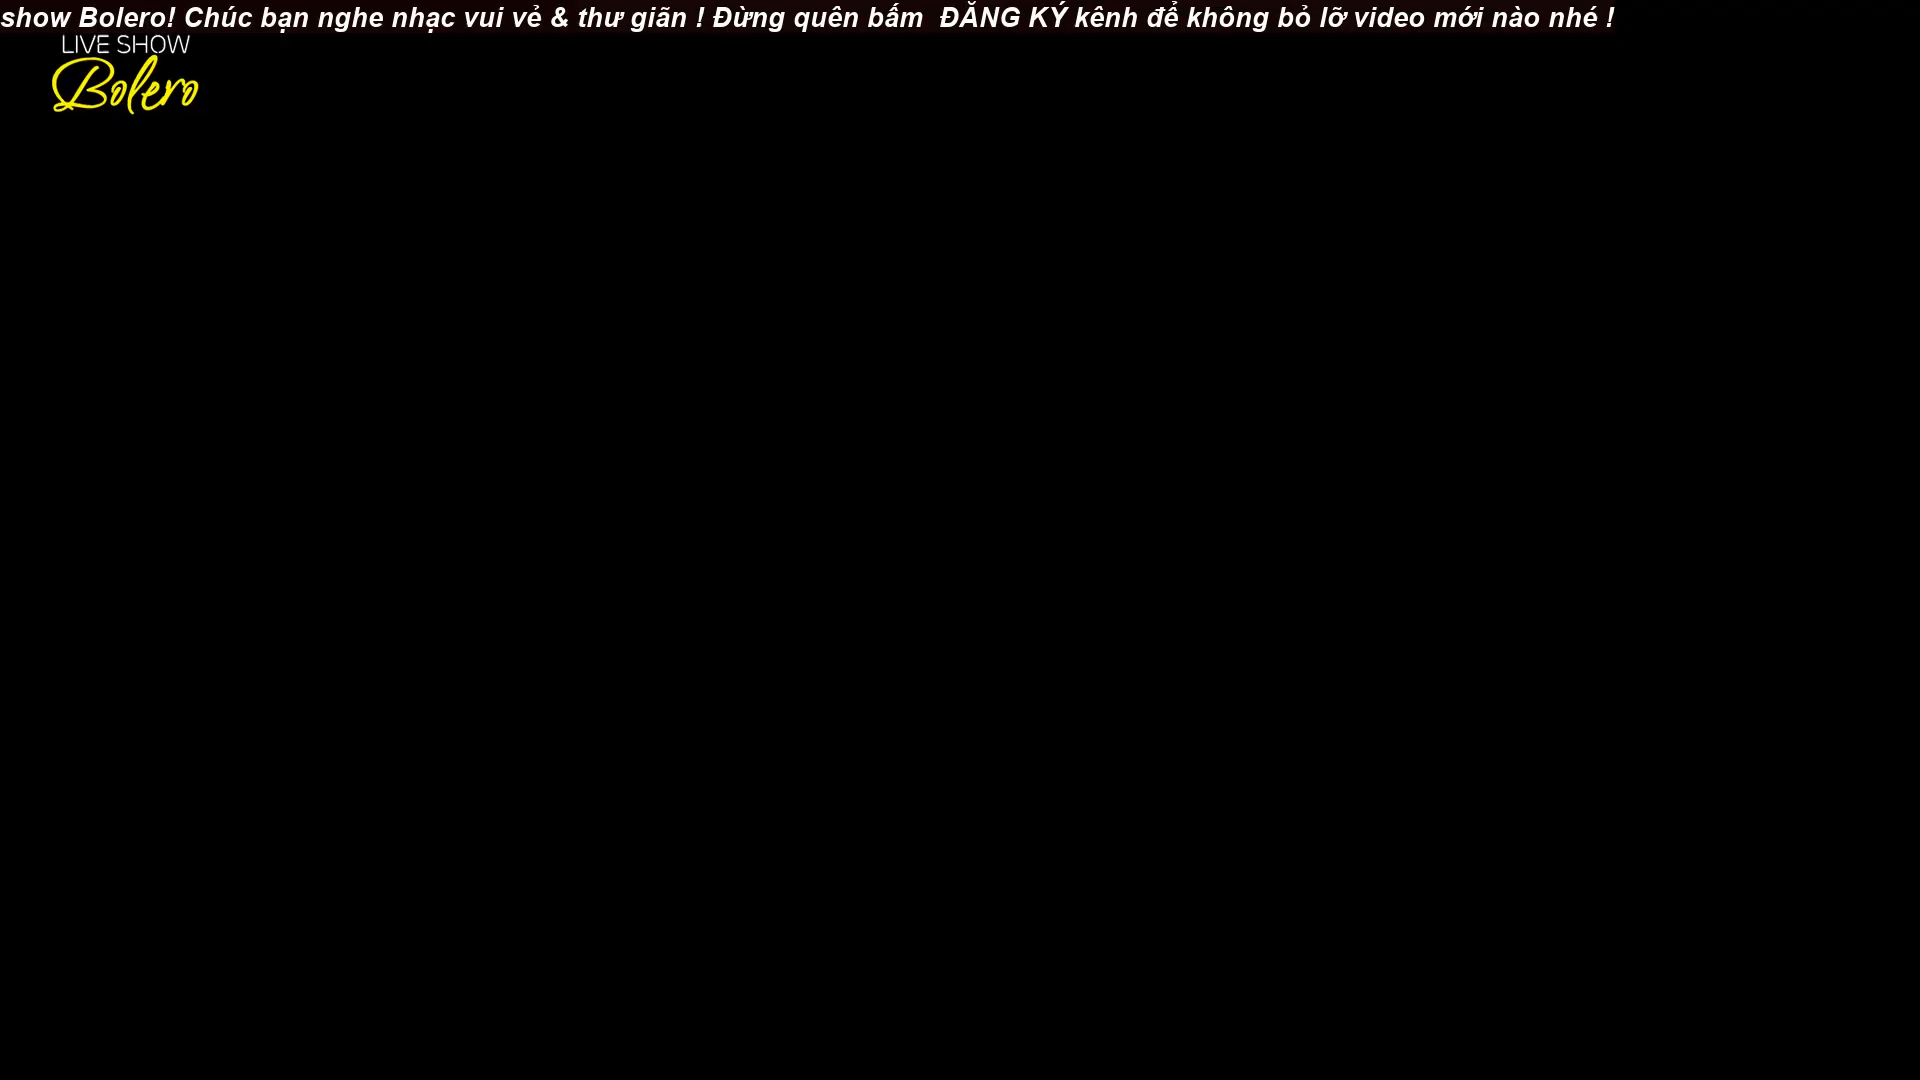 show Bolero! Chúc bạn nghe nhạc vui vẻ & thư giãn ! Đừng quên bấm  ĐĂNG KÝ kênh để không bỏ lỡ video mới nào nhé !
LIVE SHOW
Bolero